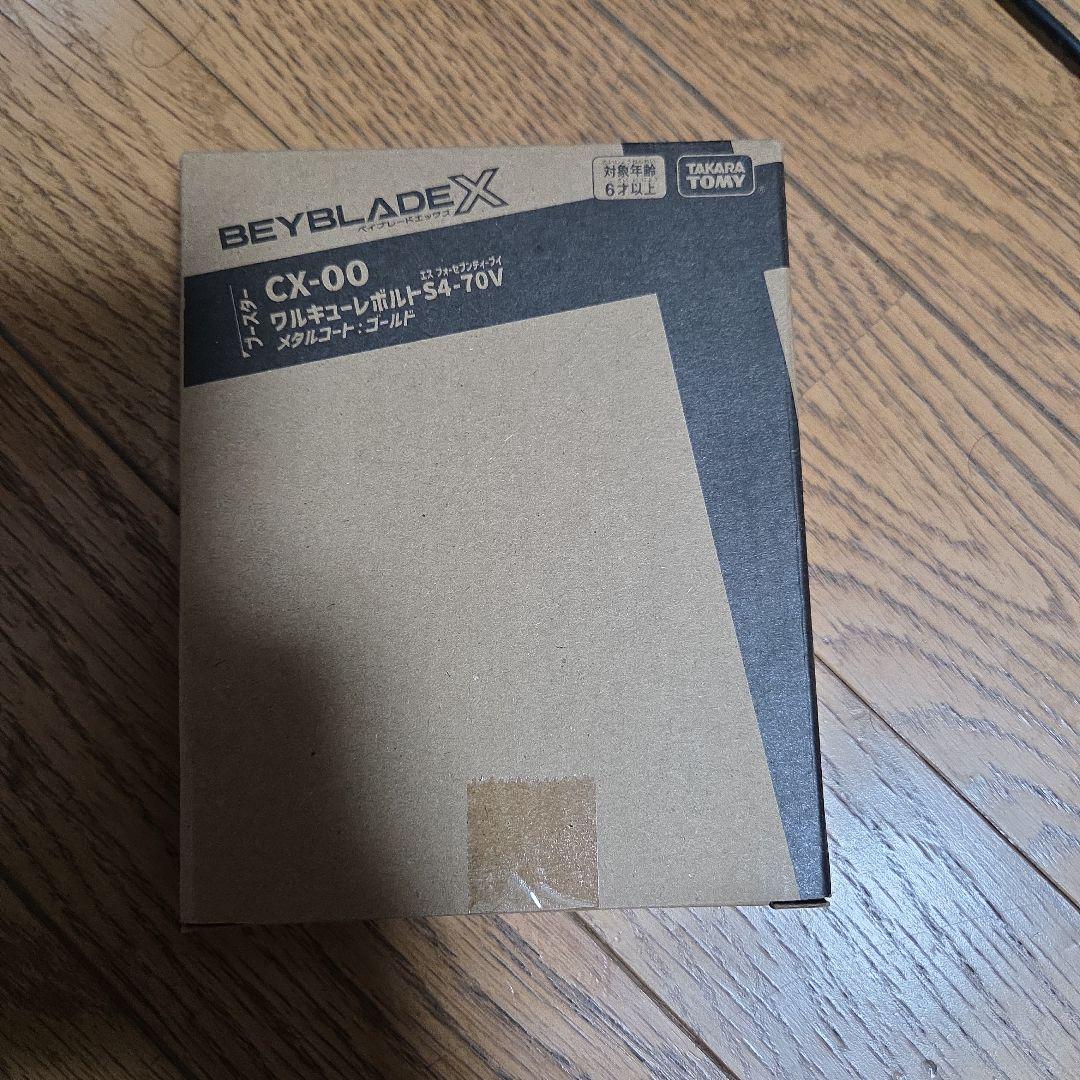 BEYBLADE X
ベイブレードエックス
対象年齢
6才以上
TAKARA
TOMY
ブースター
CX-00
エス フォーセブンティーブイ
ワルキューレボルトS4-70V
メタルコート:ゴールド